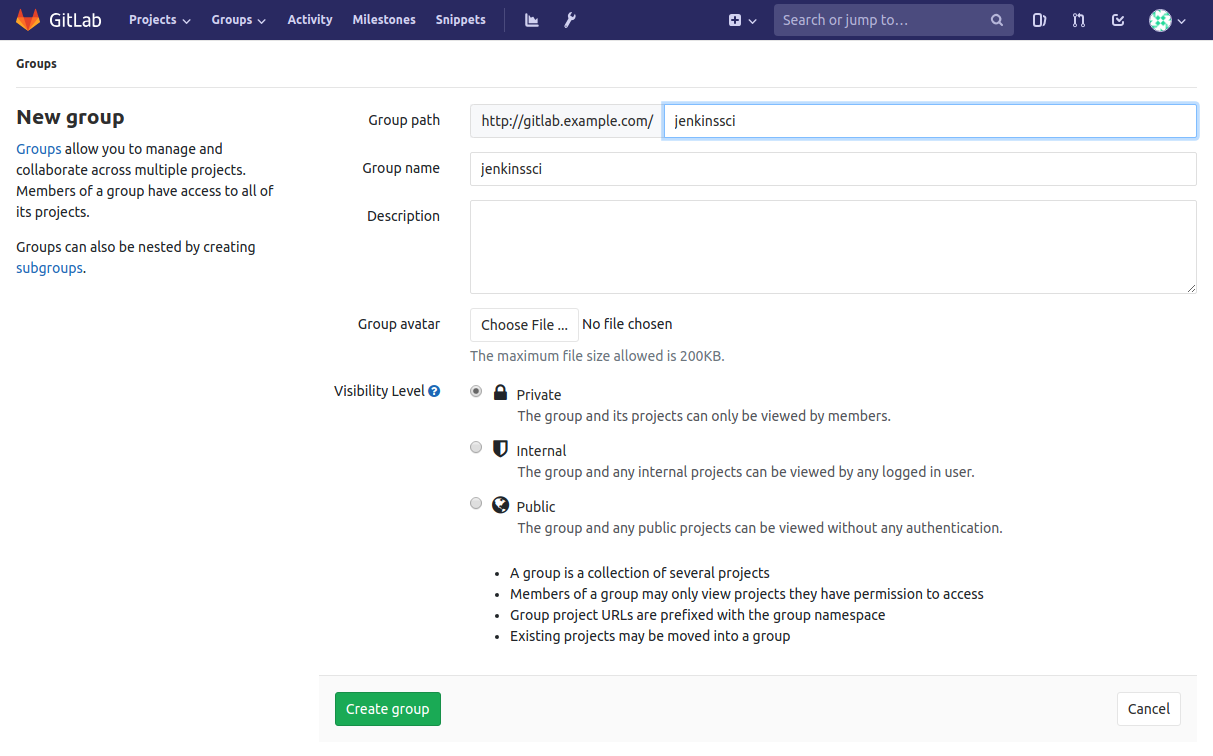 GitLab Projects Groups Activity Milestones Snippets Search or jump to…
Groups
New group
Groups allow you to manage and
collaborate across multiple projects.
Members of a group have access to all of
its projects.
Groups can also be nested by creating
subgroups.
Group path http://gitlab.example.com/ jenkinssci
Group name jenkinssci
Description
Group avatar Choose File ... No file chosen
The maximum file size allowed is 200KB.
Visibility Level ? Private
The group and its projects can only be viewed by members.
Internal
The group and any internal projects can be viewed by any logged in user.
Public
The group and any public projects can be viewed without any authentication.
• A group is a collection of several projects
• Members of a group may only view projects they have permission to access
• Group project URLs are prefixed with the group namespace
• Existing projects may be moved into a group
Create group Cancel